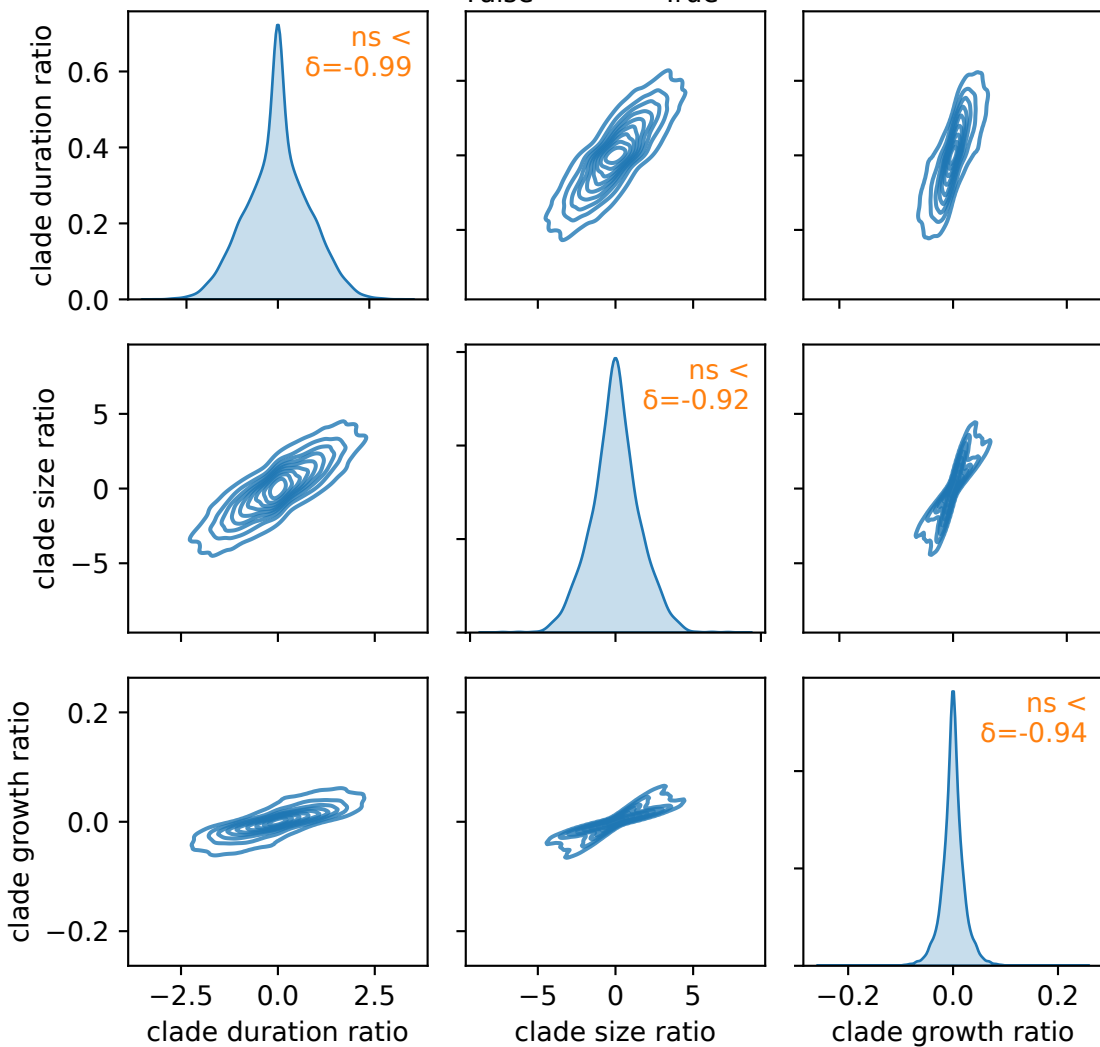 True
ns <
δ=-0.99
clade duration ratio
0.6
0.4
0.2
0.0
ns <
δ=-0.92
clade size ratio
5
0
−5
ns <
δ=-0.94
clade growth ratio
0.2
0.0
−0.2
−2.5 0.0 2.5
−5 0 5
−0.2 0.0 0.2
clade duration ratio
clade size ratio
clade growth ratio